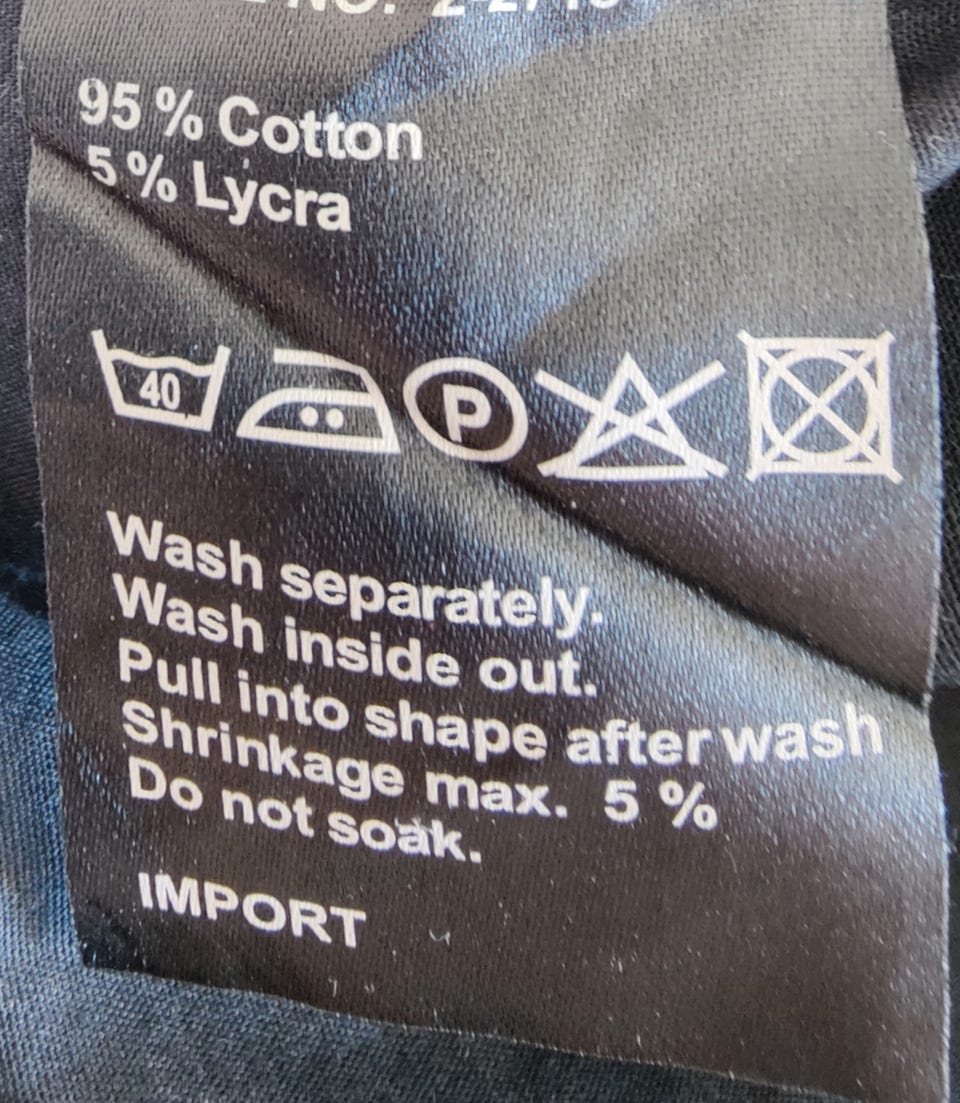 NO.
95 % Cotton
5 % Lycra
40 P
Wash separately.
Wash inside out.
Pull into shape after wash
Shrinkage max. 5 %
Do not soak.
IMPORT